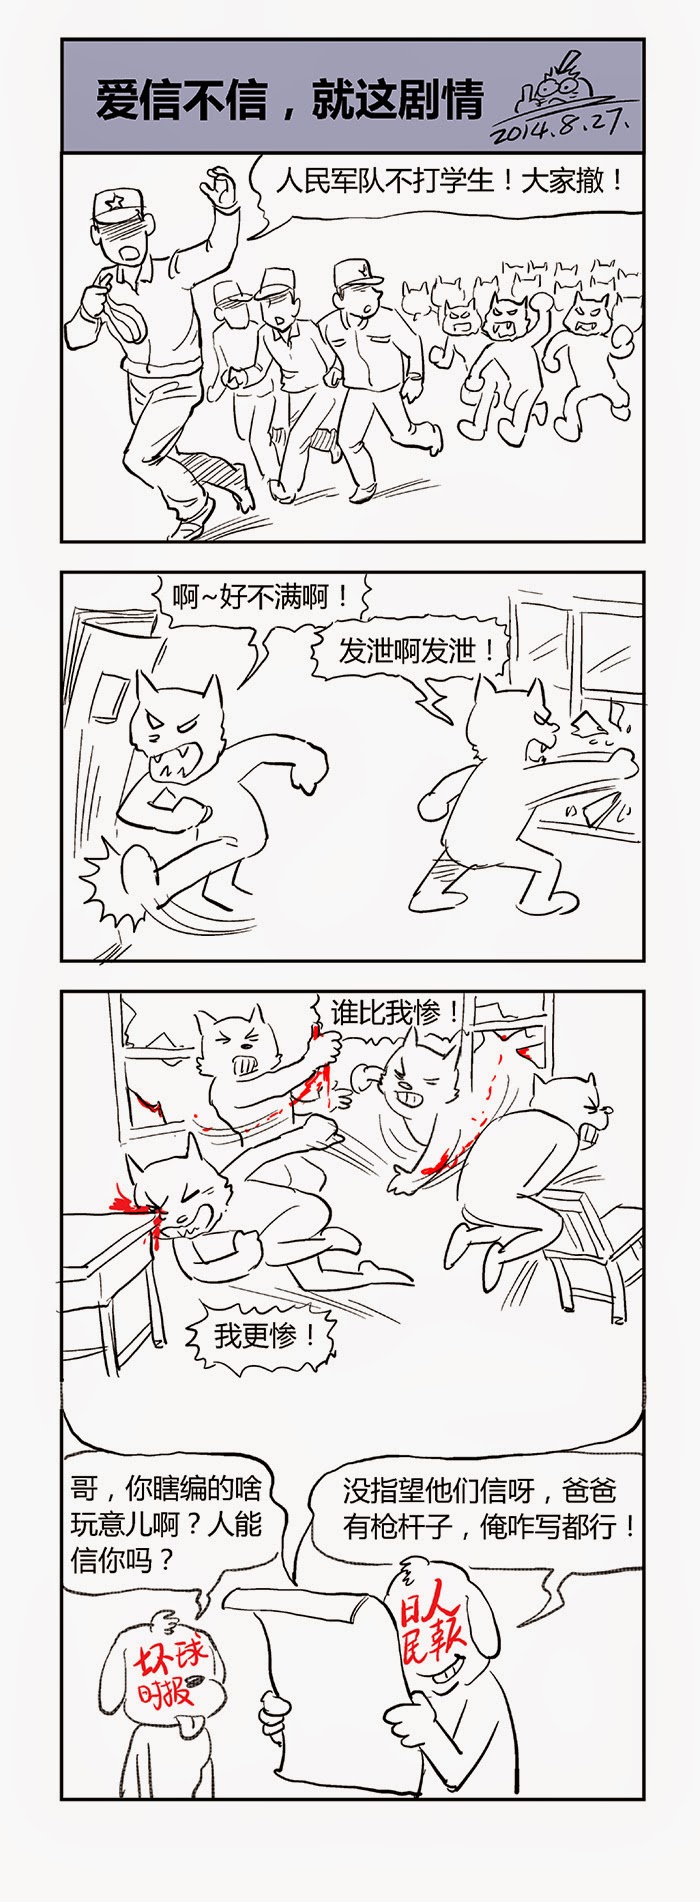 爱信不信，就这剧情
2014.8.27.
人民军队不打学生！大家撤！
啊~好不满啊！
发泄啊发泄！
谁比我惨！
我更惨！
哥，你瞎编的啥
玩意儿啊？人能
信你吗？
没指望他们信呀，爸爸
有枪杆子，俺咋写都行！
坏球
时报
日人
民报